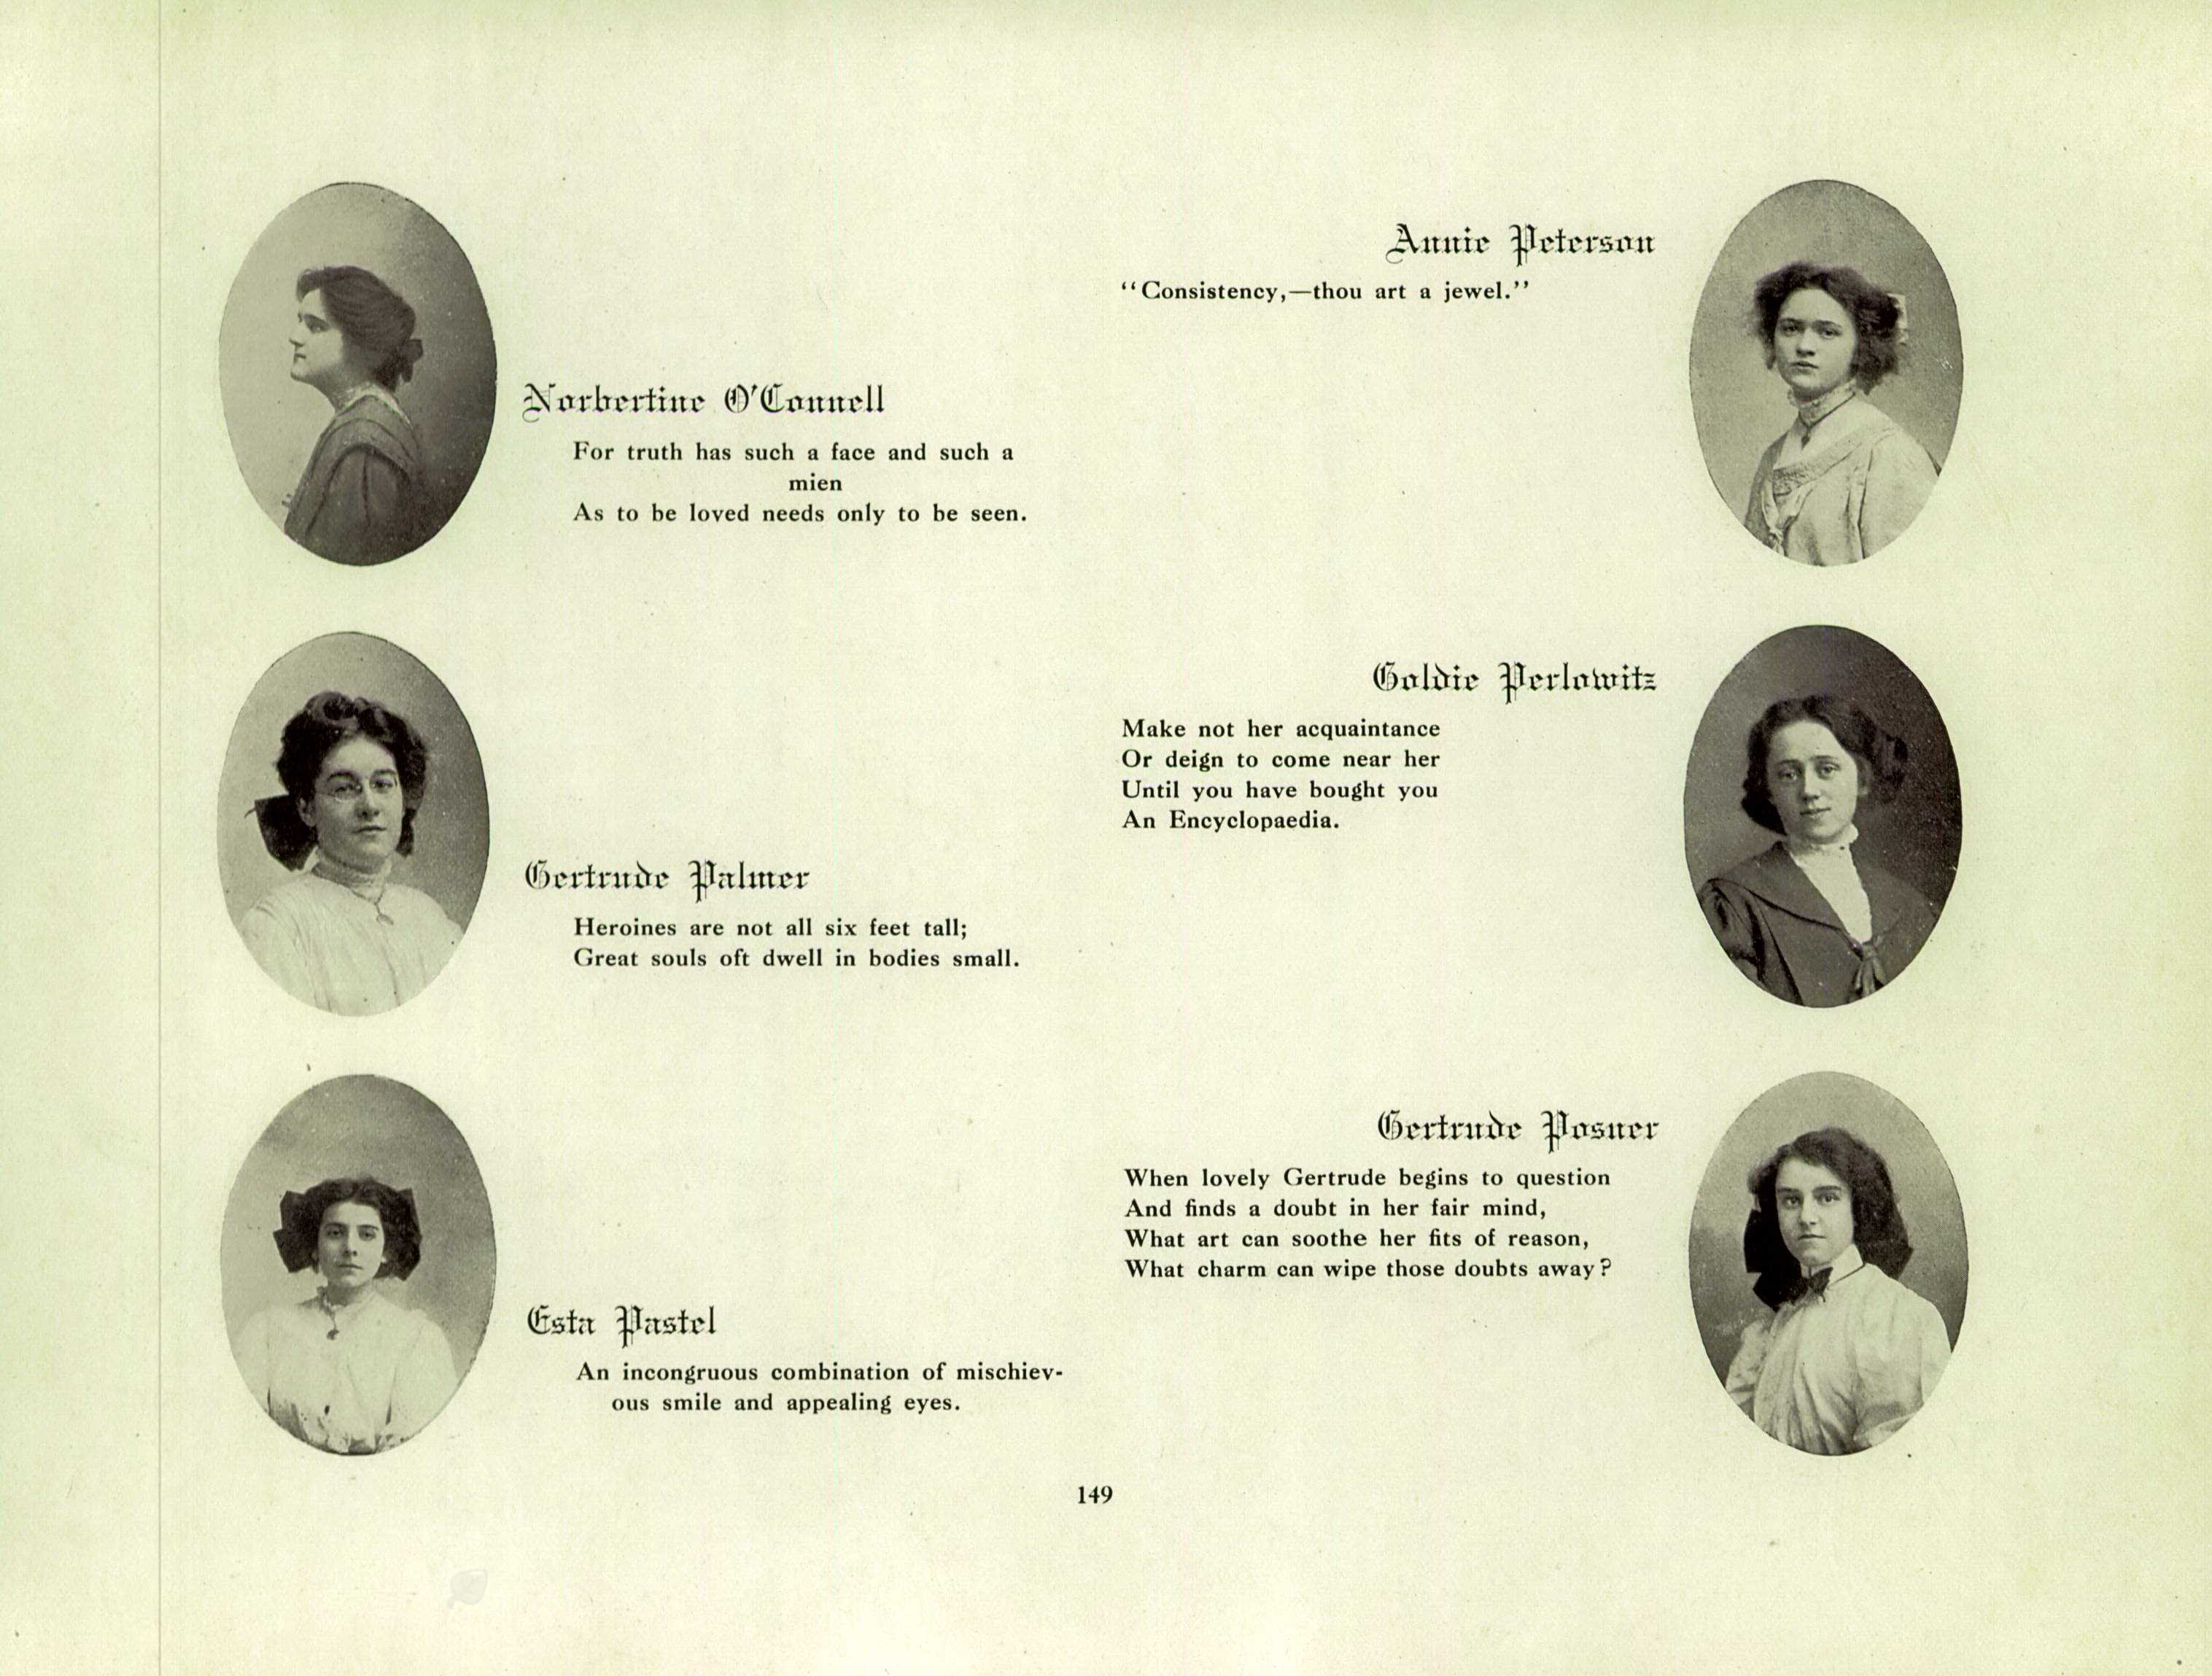 Norbertine O'Connell
For truth has such a face and such a
mien
As to be loved needs only to be seen.
Gertrude Palmer
Heroines are not all six feet tall;
Great souls oft dwell in bodies small.
Esta Pastel
An incongruous combination of mischiev-
ous smile and appealing eyes.
Annie Peterson
"Consistency,—thou art a jewel."
Goldie Perlowitz
Make not her acquaintance
Or deign to come near her
Until you have bought you
An Encyclopaedia.
Gertrude Posner
When lovely Gertrude begins to question
And finds a doubt in her fair mind,
What art can soothe her fits of reason,
What charm can wipe those doubts away?
149